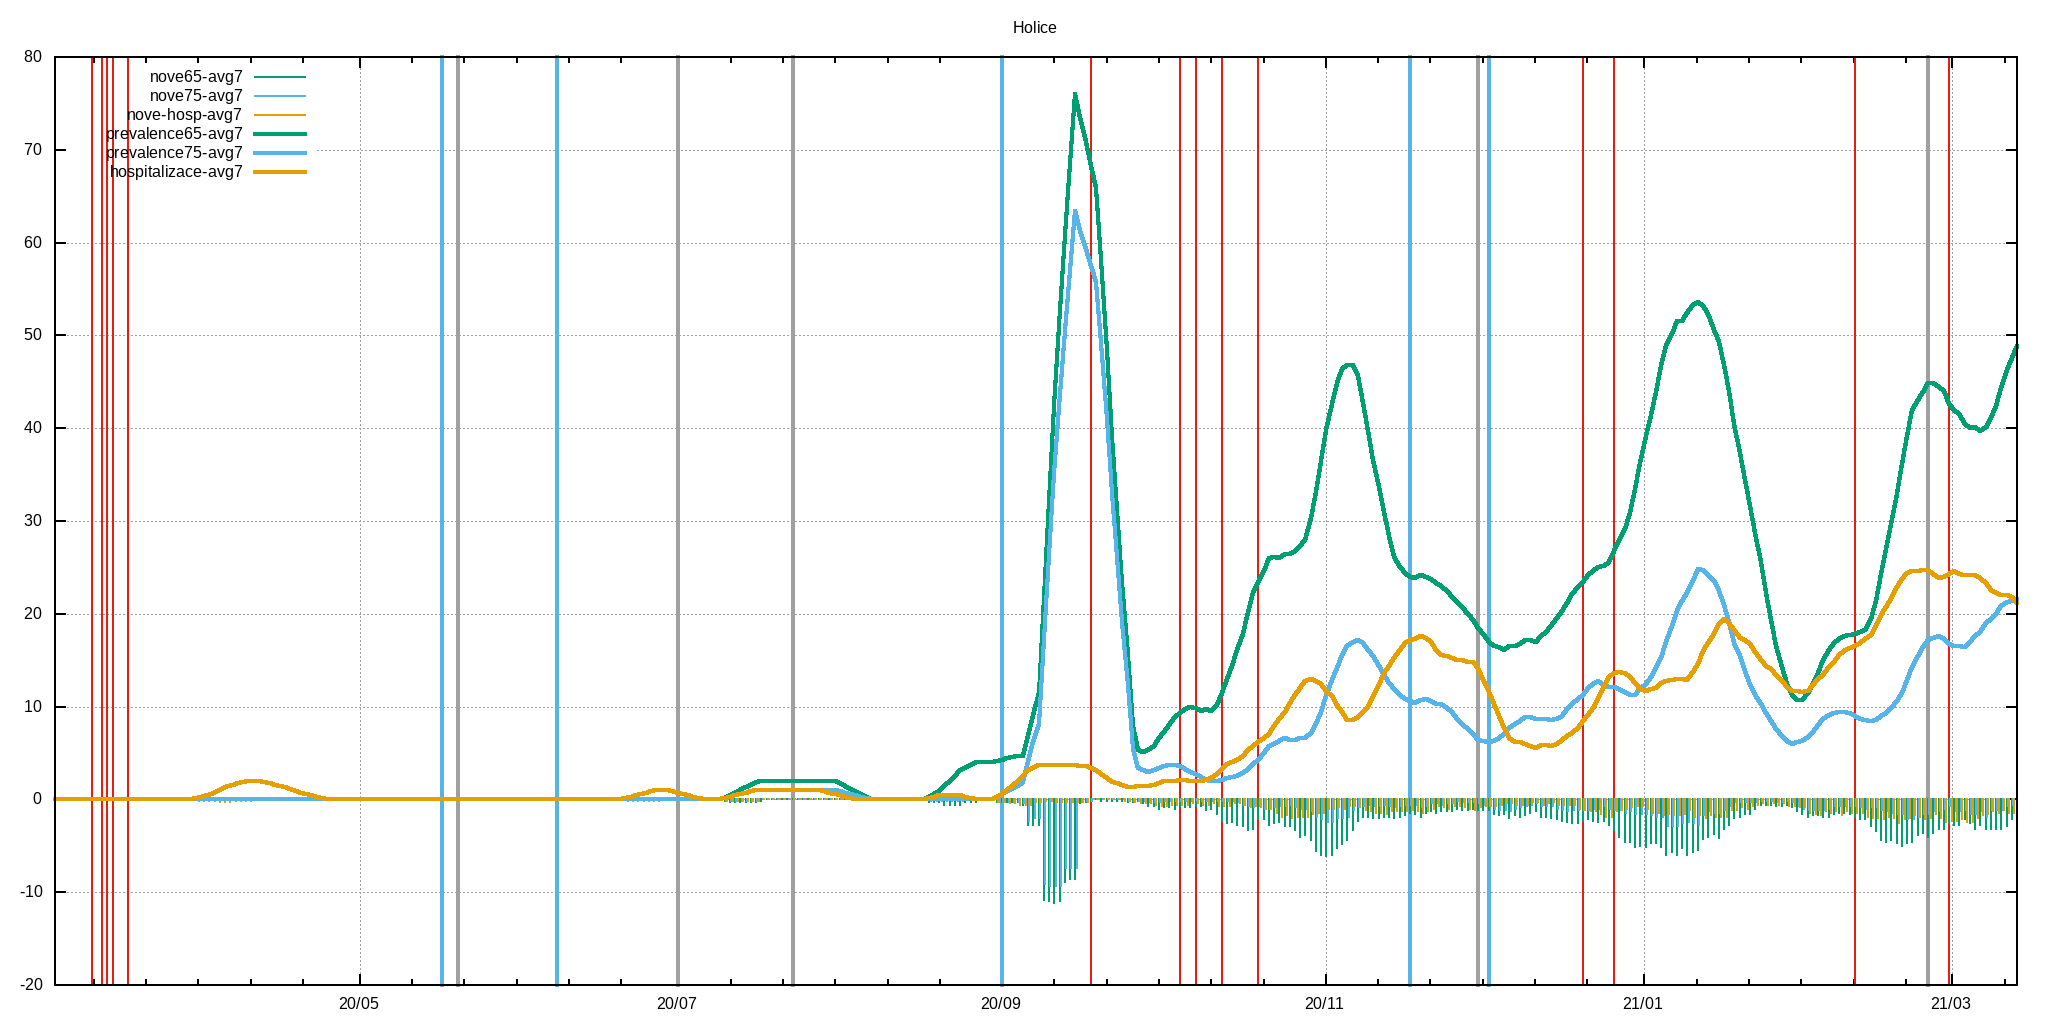 Holice
80
nove65-avg7
nove75-avg7
nove-hosp-avg7
prevalence65-avg7
prevalence75-avg7
hospitalizace-avg7
70
60
50
40
30
20
10
0
-10
-20
20/05 20/07 20/09 20/11 21/01 21/03